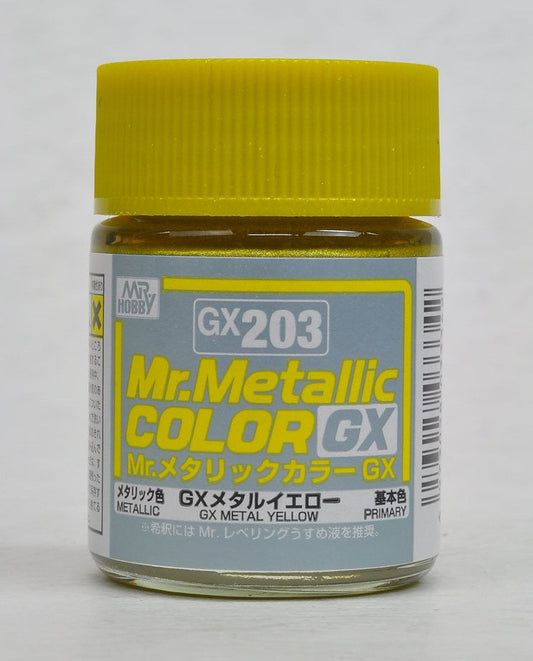 MR HOBBY
GX203
Mr.Metallic
COLOR GX
Mr.メタリックカラー GX
メタリック色 GXメタルイエロー 基本色
METALLIC GX METAL YELLOW PRIMARY
※希釈には Mr. レベリングうすめ液を推奨。